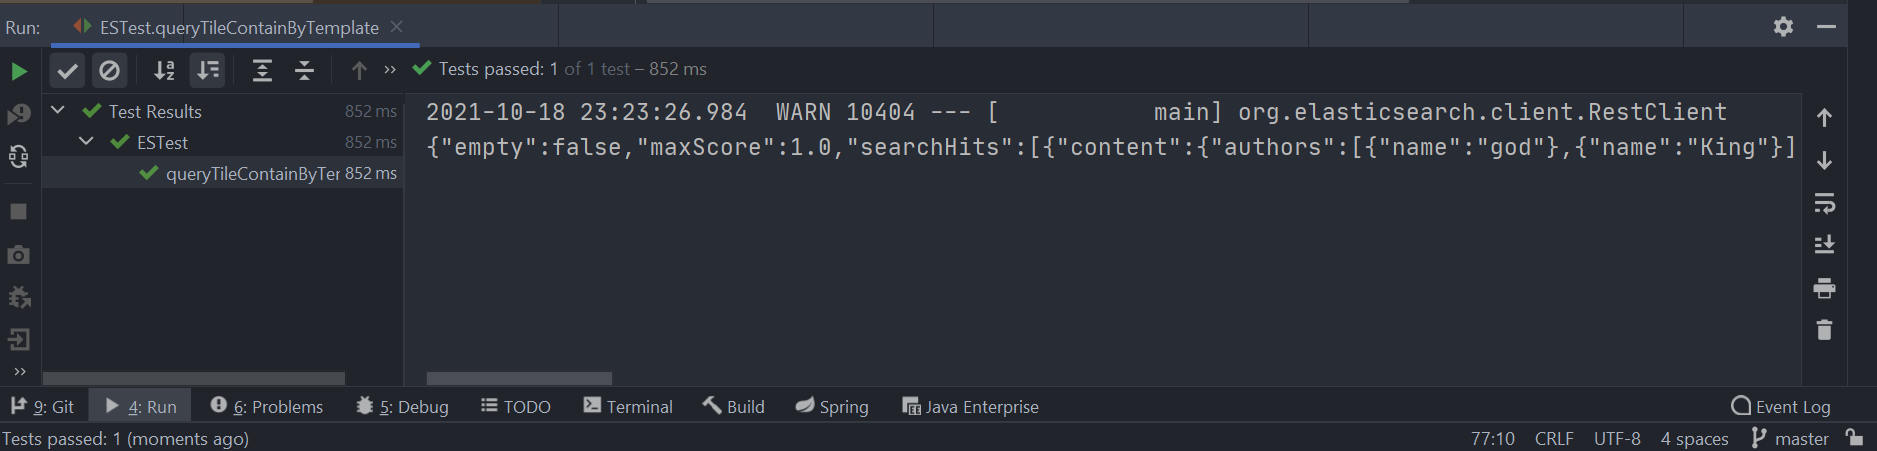 Run: ESTest.queryTileContainByTemplate
Tests passed: 1 of 1 test – 852 ms
Test Results 852 ms
ESTest 852 ms
queryTileContainByTer 852 ms
2021-10-18 23:23:26.984  WARN 10404 --- [           main] org.elasticsearch.client.RestClient
{"empty":false,"maxScore":1.0,"searchHits":[{"content":{"authors":[{"name":"god"},{"name":"King"}]
9: Git 4: Run 6: Problems 5: Debug TODO Terminal Build Spring Java Enterprise Event Log
Tests passed: 1 (moments ago) 77:10 CRLF UTF-8 4 spaces master